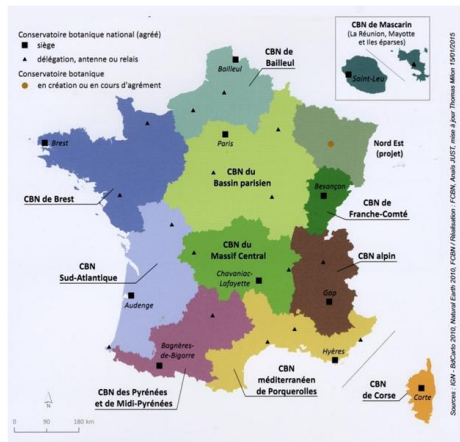 Conservatoire botanique national (agréé)
siège
délégation, antenne ou relais
Conservatoire botanique
en création ou en cours d'agrément
CBN de
Bailleul
Bailleul
CBN de Mascarin
(La Réunion, Mayotte
et îles éparses)
Saint-Leu
Brest
Paris
Nord Est
(projet)
CBN du
Bassin parisien
CBN de Brest
Besançon
CBN de
Franche-Comté
CBN du
Massif Central
CBN
Sud-Atlantique
CBN alpin
Chavaniac-
Lafayette
Audenge
Gap
Bagnères-
de-Bigorre
Hyères
CBN
méditerranéen
de Porquerolles
CBN des Pyrénées
et de Midi-Pyrénées
CBN
de Corse
Corte
N
0
90
180 km
Sources : IGN - BdCarto 2010, Natural Earth 2010, FCBN / Réalisation : FCBN, Anaïs JUST, mise à jour Thomas Milon 15/01/2015